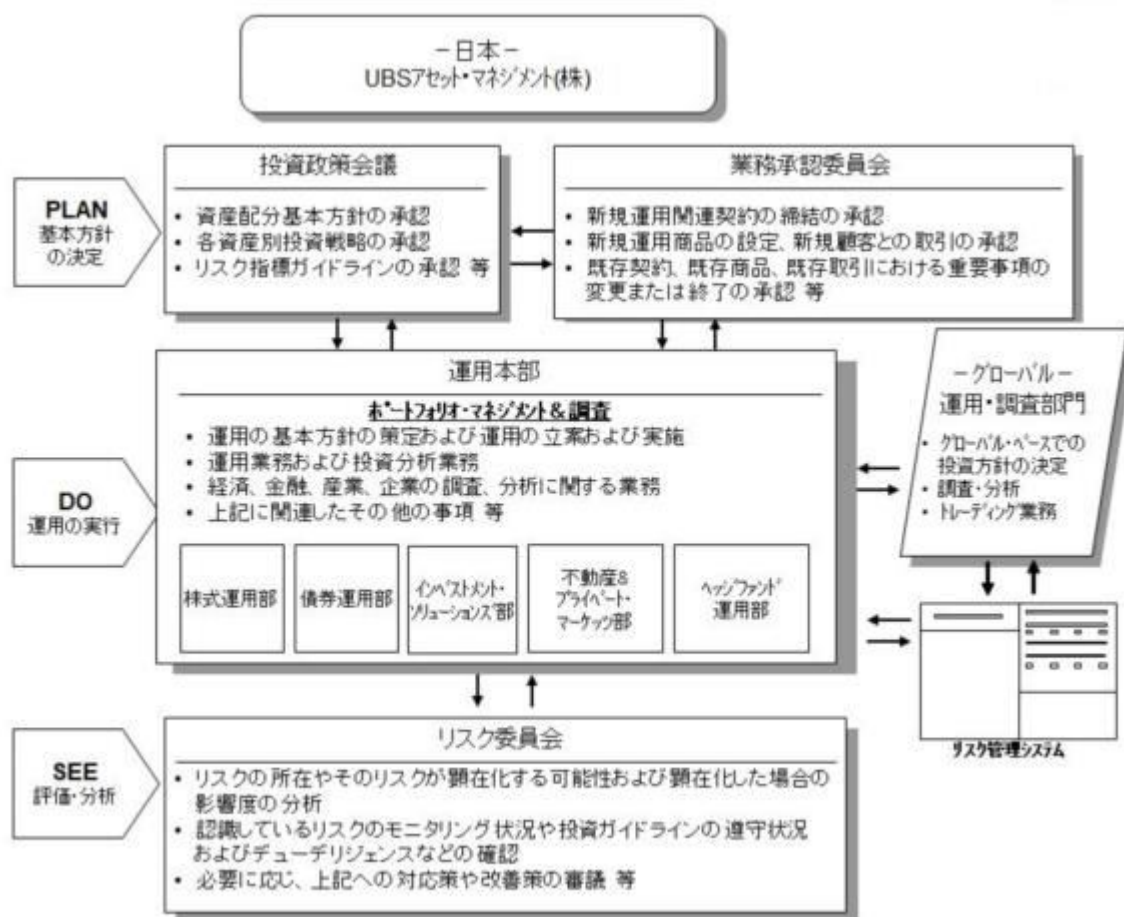 －日本－
UBSアセット・マネジメント(株)
PLAN
基本方針
の決定
投資政策会議
• 資産配分基本方針の承認
• 各資産別投資戦略の承認
• リスク指標ガイドラインの承認 等
業務承認委員会
• 新規運用関連契約の締結の承認
• 新規運用商品の設定、新規顧客との取引の承認
• 既存契約、既存商品、既存取引における重要事項の
変更または終了の承認 等
DO
運用の実行
運用本部
ポートフォリオ・マネジメント＆調査
• 運用の基本方針の策定および運用の立案および実施
• 運用業務および投資分析業務
• 経済、金融、産業、企業の調査、分析に関する業務
• 上記に関連したその他の事項 等
株式運用部
債券運用部
インベストメント・
ソリューションズ部
不動産&
プライベート・
マーケッツ部
ヘッジファンド
運用部
－グローバル－
運用・調査部門
• グローバル・ベースでの
投資方針の決定
• 調査・分析
• トレーディング業務
リスク管理システム
SEE
評価・分析
リスク委員会
• リスクの所在やそのリスクが顕在化する可能性および顕在化した場合の
影響度の分析
• 認識しているリスクのモニタリング状況や投資ガイドラインの遵守状況
およびデューデリジェンスなどの確認
• 必要に応じ、上記への対応策や改善策の審議 等